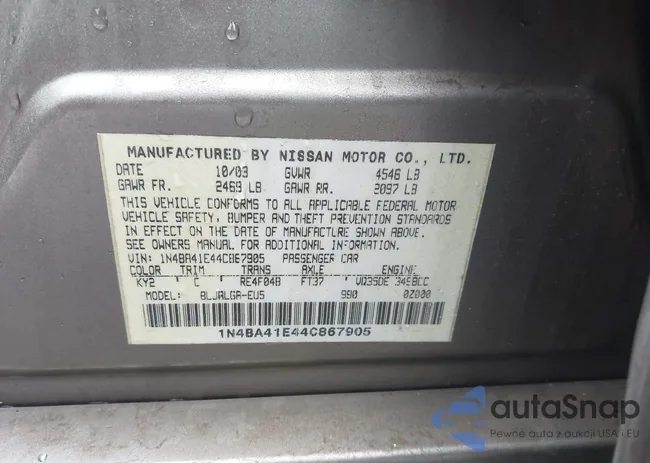 MANUFACTURED BY NISSAN MOTOR CO., LTD.
DATE 10/03 GVWR 4546 LB
GAWR FR. 2469 LB GAWR RR. 2097 LB
THIS VEHICLE CONFORMS TO ALL APPLICABLE FEDERAL MOTOR
VEHICLE SAFETY, BUMPER AND THEFT PREVENTION STANDARDS
IN EFFECT ON THE DATE OF MANUFACTURE SHOWN ABOVE.
SEE OWNERS MANUAL FOR ADDITIONAL INFORMATION.
VIN: 1N4BA41E44C867905 PASSENGER CAR
COLOR TRIM TRANS AXLE ENGINE
KY2 C RE4F04B FT37 VQ35DE 3498CC
MODEL: BLJALGA-EU5 990 0Z000
1N4BA41E44C867905
autaSnap
Pewne auta z aukcji USA i EU